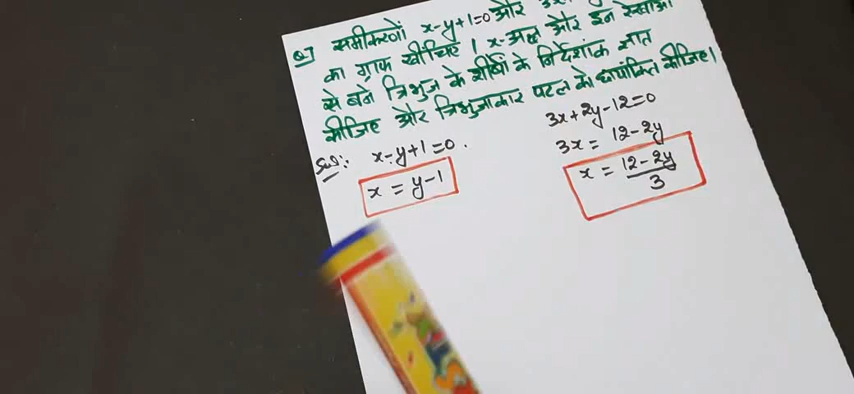 Q समीकरणों x-y+1=0 और 3x
का ग्राफ खींचिए। x-अक्ष और इन रेखाओं
से बने त्रिभुज के शीर्षों के निर्देशांक ज्ञात
कीजिए और त्रिभुजाकार पटल को छायांकित कीजिए।
Sol: x-y+1=0.
x = y-1
3x+2y-12=0
3x = 12-2y
x = 12-2y/3